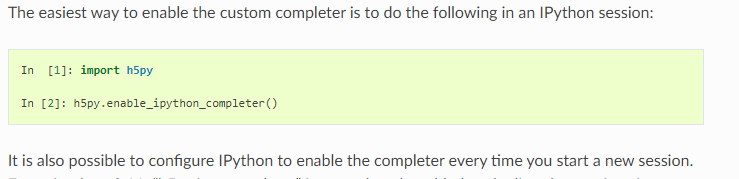 The easiest way to enable the custom completer is to do the following in an IPython session:
In [1]: import h5py
In [2]: h5py.enable_ipython_completer()
It is also possible to configure IPython to enable the completer every time you start a new session.